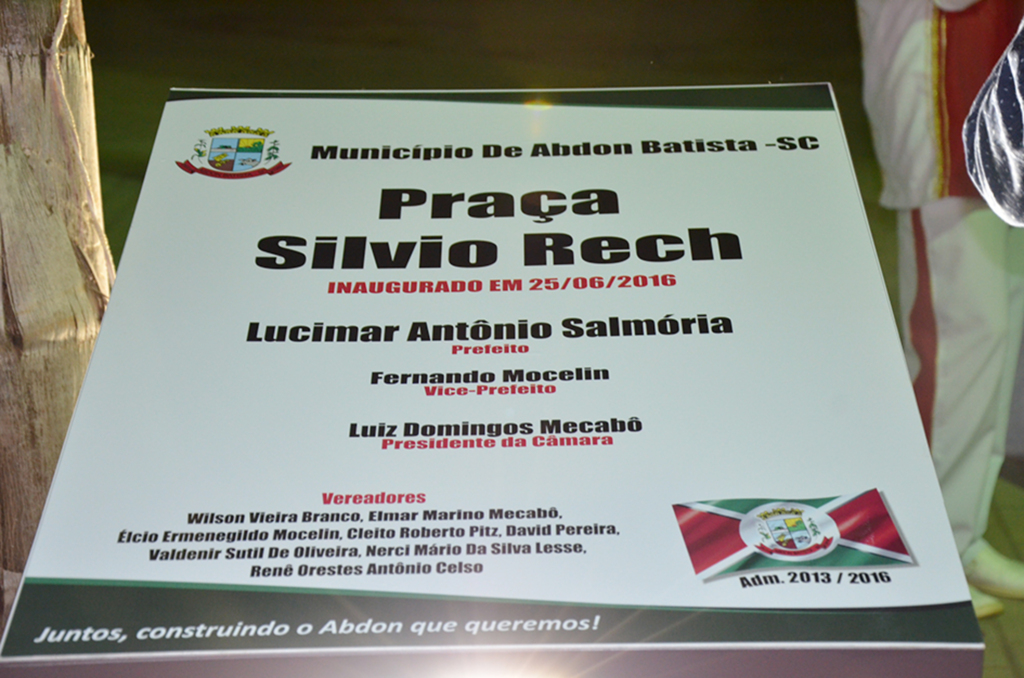 Município De Abdon Batista -SC
Praça
Silvio Rech
INAUGURADO EM 25/06/2016
Lucimar Antônio Salmória
Prefeito
Fernando Mocelin
Vice-Prefeito
Luiz Domingos Mecabô
Presidente da Câmara
Vereadores
Wilson Vieira Branco, Elmar Marino Mecabô,
Élcio Ermenegildo Mocelin, Cleito Roberto Pitz, David Pereira,
Valdenir Sutil De Oliveira, Nerci Mário Da Silva Lesse,
Renê Orestes Antônio Celso
Adm. 2013 / 2016
Juntos, construindo o Abdon que queremos!